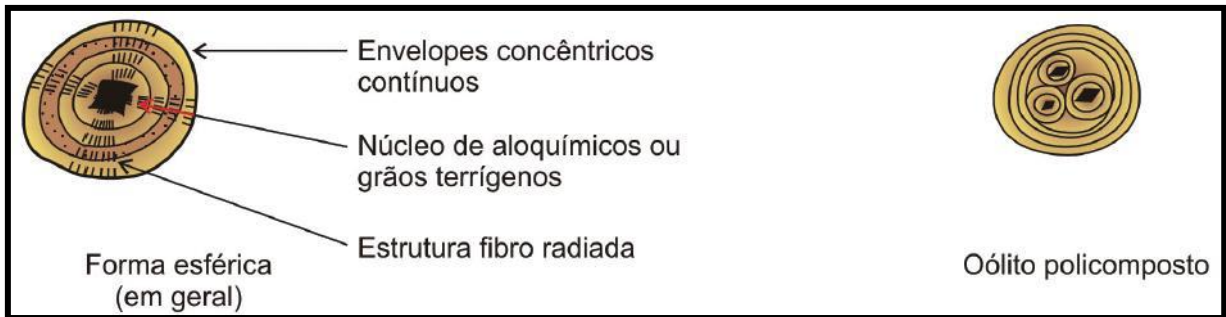 Envelopes concêntricos
contínuos
Núcleo de aloquímicos ou
grãos terrígenos
Estrutura fibro radiada
Forma esférica
(em geral)
Oólito policomposto